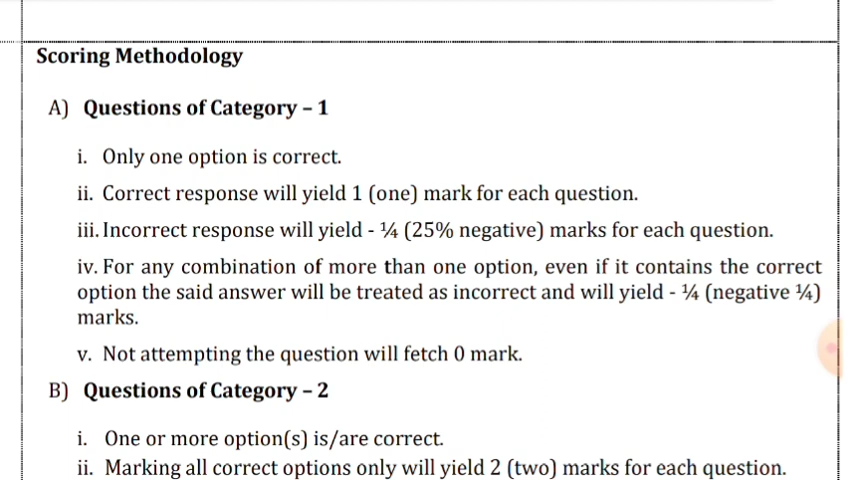 Scoring Methodology
A) Questions of Category – 1
i. Only one option is correct.
ii. Correct response will yield 1 (one) mark for each question.
iii. Incorrect response will yield - ¼ (25% negative) marks for each question.
iv. For any combination of more than one option, even if it contains the correct
option the said answer will be treated as incorrect and will yield - ¼ (negative ¼)
marks.
v. Not attempting the question will fetch 0 mark.
B) Questions of Category – 2
i. One or more option(s) is/are correct.
ii. Marking all correct options only will yield 2 (two) marks for each question.